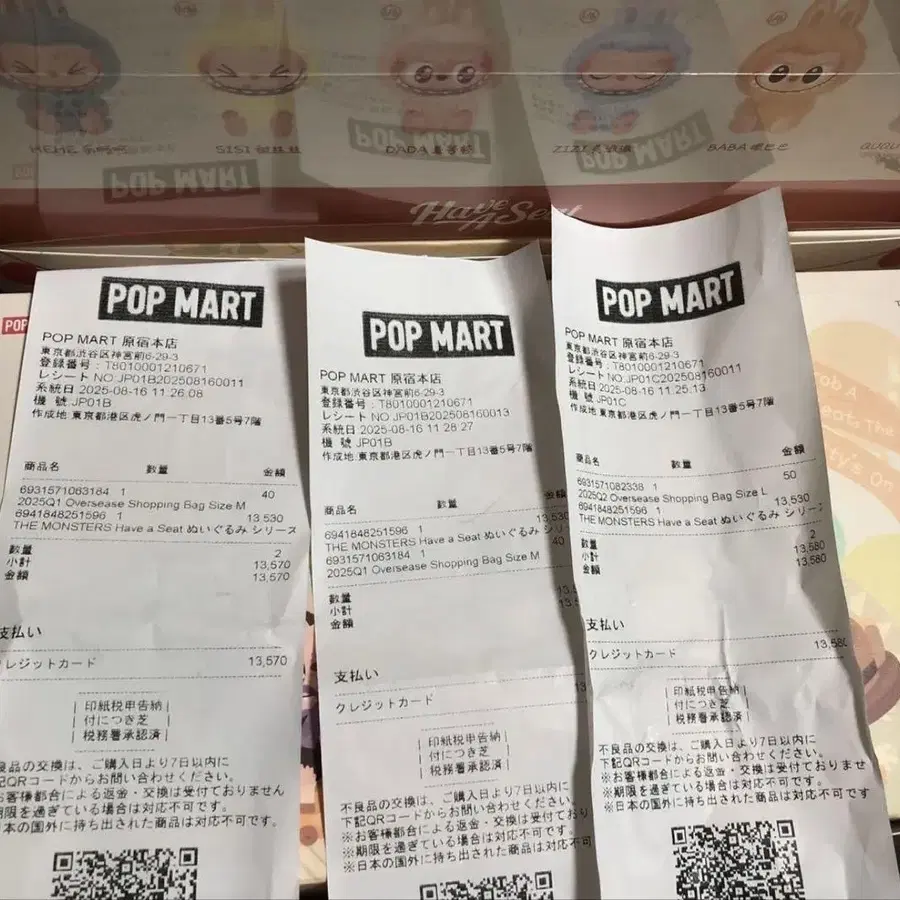 SISI
DADA
ZIZI
BABA
POP MART
POP MART
POP MART
Have
A Seat
POP MART
POP MART 原宿本店
東京都渋谷区神宮前6-29-3
登録番号：T8010001210671
レシート NO.JP01B202508160011
系統日 2025-08-16 11:26:08
機 號:JP01B
作成地:東京都港区虎ノ門一丁目13番5号7階
商品名 数量 金額
6931571063184 1 40
2025Q1 Oversease Shopping Bag Size M
6941848251596 1 13,530
THE MONSTERS Have a Seat ぬいぐるみ シリーズ
数量 2
小計 13,570
金額 13,570
支払い
クレジットカード 13,570
印紙税申告納
付につき芝
税務署承認済
良品の交換は、ご購入日より7日以内に
記QRコードからお問い合わせください。
お客様都合による返金・交換は受付ておりません
期限を過ぎている場合は対応不可です。
日本の国外に持ち出された商品は対応不可です。
POP MART
POP MART 原宿本店
東京都渋谷区神宮前6-29-3
登録番号：T8010001210671
レシート NO.JP01B202508160013
系統日 2025-08-16 11:28:27
機 號:JP01B
作成地:東京都港区虎ノ門一丁目13番5号7階
商品名 数量 金額
6941848251596 1 13,530
THE MONSTERS Have a Seat ぬいぐるみ シリーズ
6931571063184 1 40
2025Q1 Oversease Shopping Bag Size M
数量
小計
金額
支払い
クレジットカード 13
印紙税申告納
付につき芝
税務署承認済
不良品の交換は、ご購入日より7日以内に
下記QRコードからお問い合わせください。
※お客様都合による返金・交換は受付ており
※期限を過ぎている場合は対応不可です。
※日本の国外に持ち出された商品は対応不可
POP MART
POP MART 原宿本店
東京都渋谷区神宮前6-29-3
登録番号：T8010001210671
レシート NO.JP01C202508160011
系統日 2025-08-16 11:25:13
機 號:JP01C
作成地:東京都港区虎ノ門一丁目13番5号7階
商品名 数量 金額
6931571082338 1 50
2025Q2 Oversease Shopping Bag Size L
6941848251596 1 13,530
THE MONSTERS Have a Seat ぬいぐるみ シリーズ
数量 2
小計 13,580
金額 13,580
支払い
クレジットカード 13,58
印紙税申告納
付につき芝
税務署承認済
不良品の交換は、ご購入日より7日以内に
下記QRコードからお問い合わせください。
※お客様都合による返金・交換は受付ておりませ
※期限を過ぎている場合は対応不可です。
※日本の国外に持ち出された商品は対応不可です。